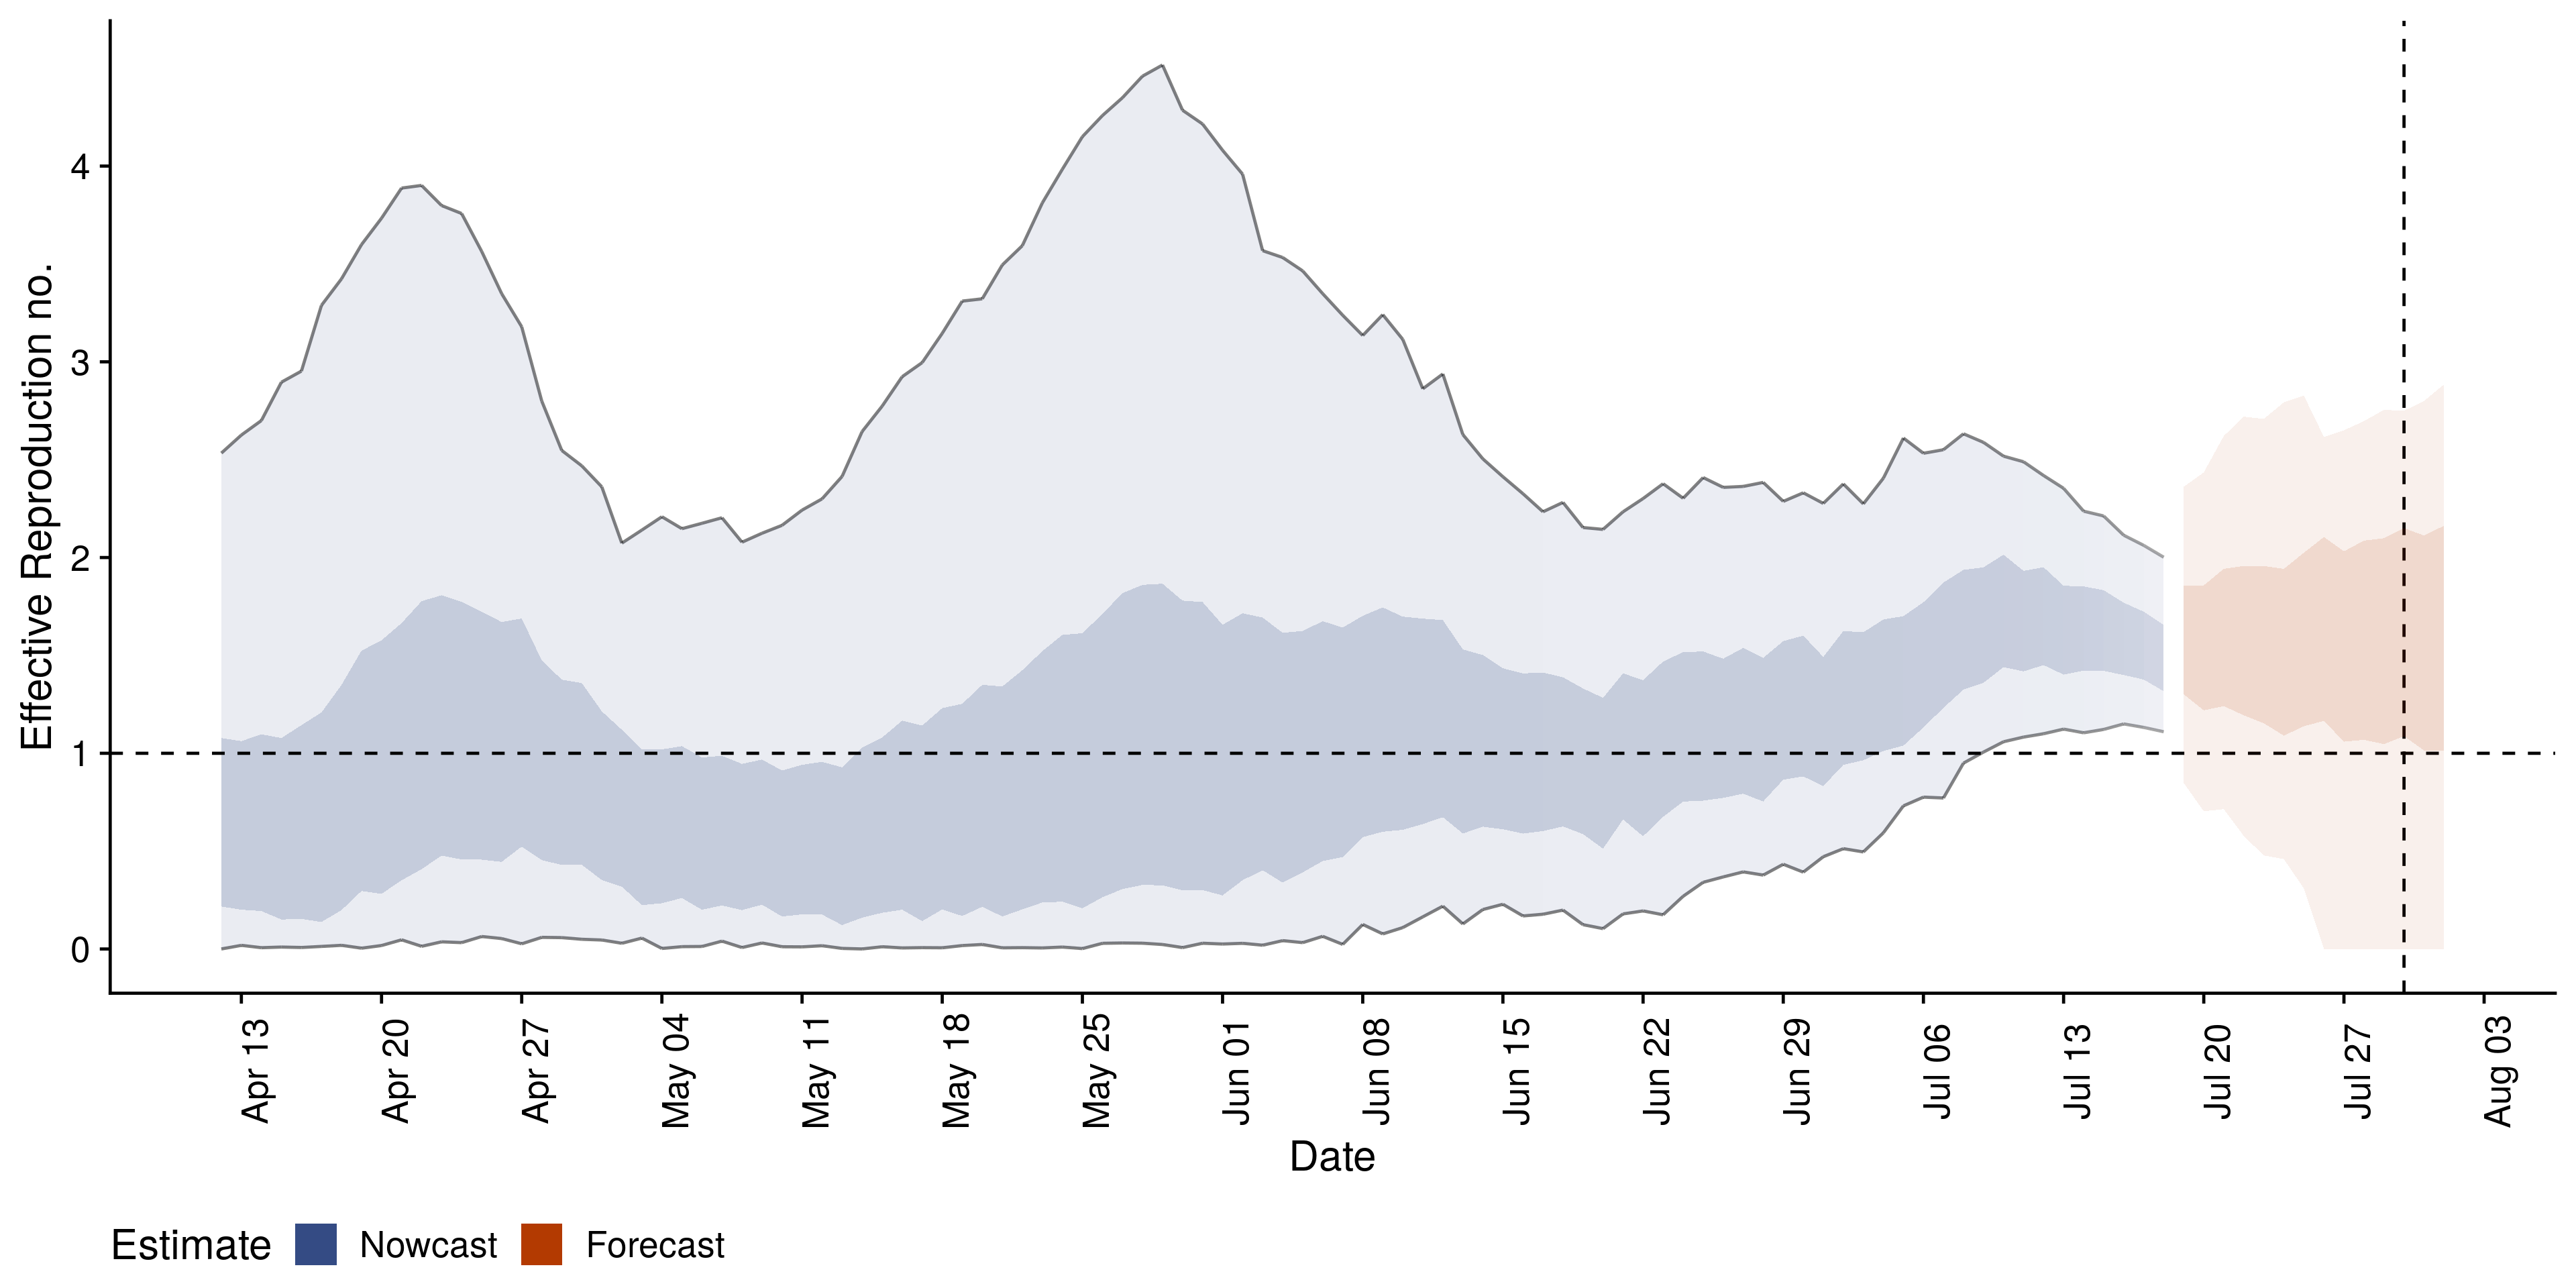 Effective Reproduction no.
4
3
2
1
0
Apr 13
Apr 20
Apr 27
May 04
May 11
May 18
May 25
Jun 01
Jun 08
Jun 15
Jun 22
Jun 29
Jul 06
Jul 13
Jul 20
Jul 27
Aug 03
Date
Estimate Nowcast Forecast